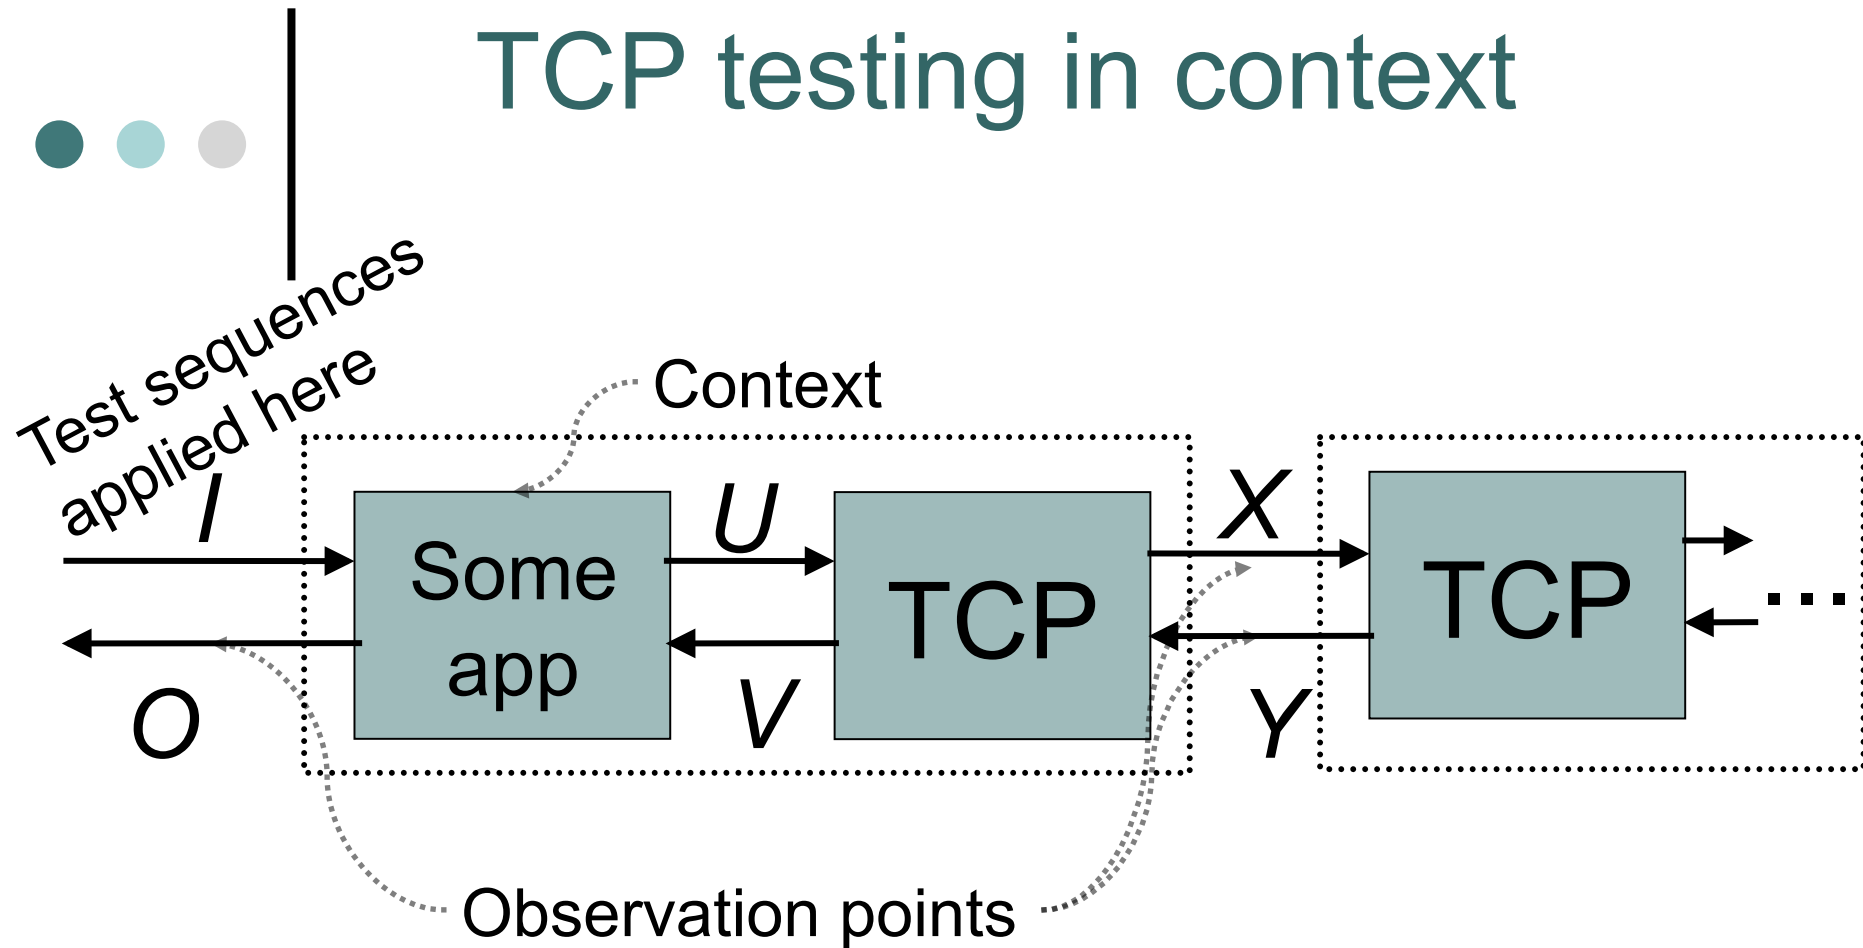 TCP testing in context
Test sequences
applied here
Context
I
U
X
Some
app
TCP
TCP
...
O
V
Y
Observation points